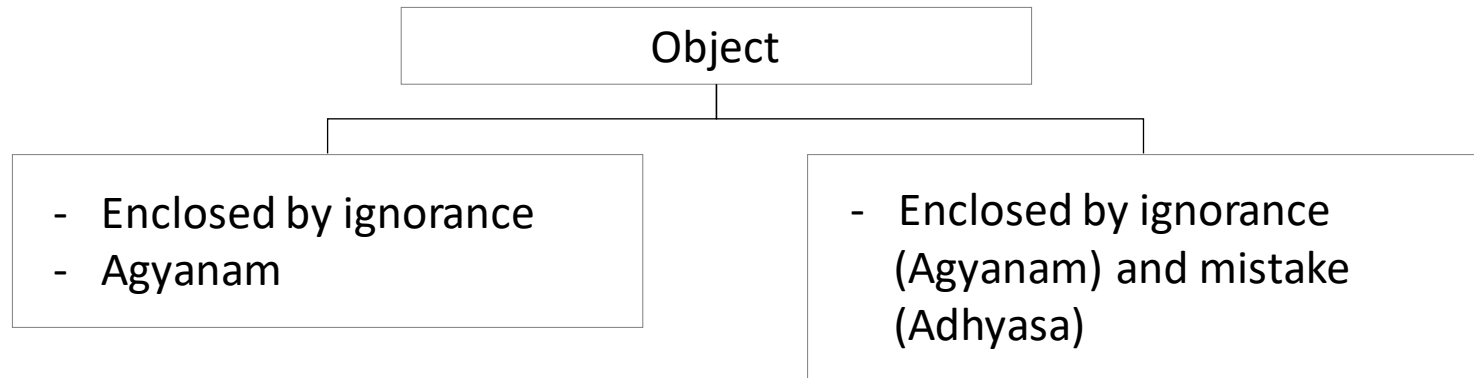 Object
- Enclosed by ignorance
- Agyanam
- Enclosed by ignorance
(Agyanam) and mistake
(Adhyasa)